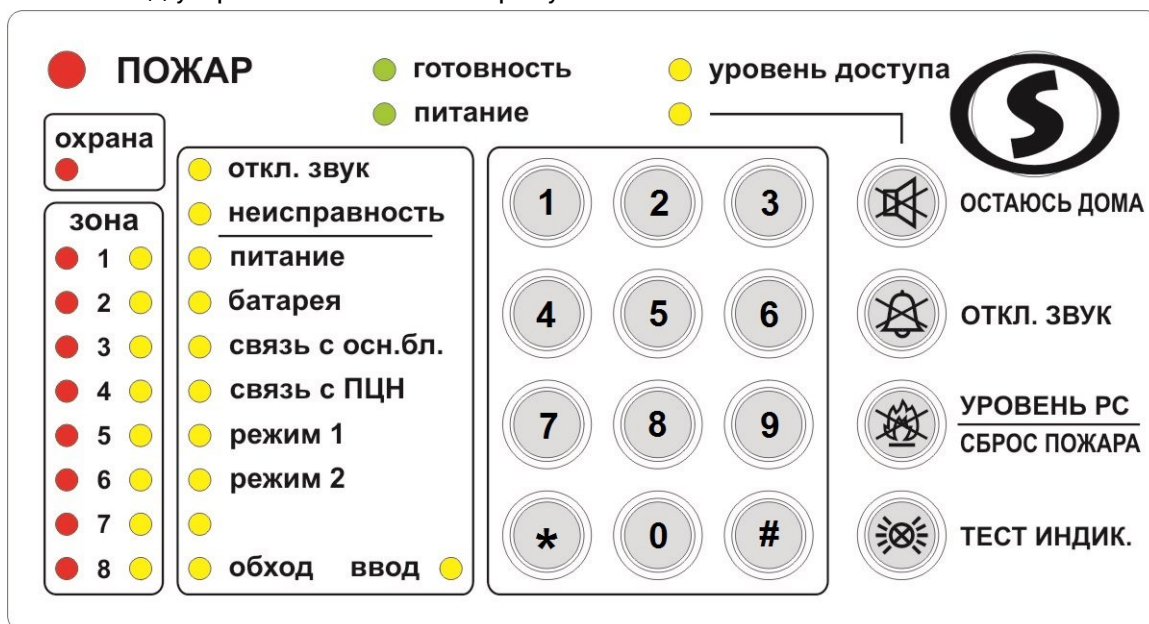 ПОЖАР
готовность
уровень доступа
питание
охрана
зона
1
2
3
4
5
6
7
8
откл. звук
неисправность
питание
батарея
связь с осн.бл.
связь с ПЦН
режим 1
режим 2
обход ввод
1 2 3
4 5 6
7 8 9
* 0 #
S
ОСТАЮСЬ ДОМА
ОТКЛ. ЗВУК
УРОВЕНЬ РС
СБРОС ПОЖАРА
ТЕСТ ИНДИК.